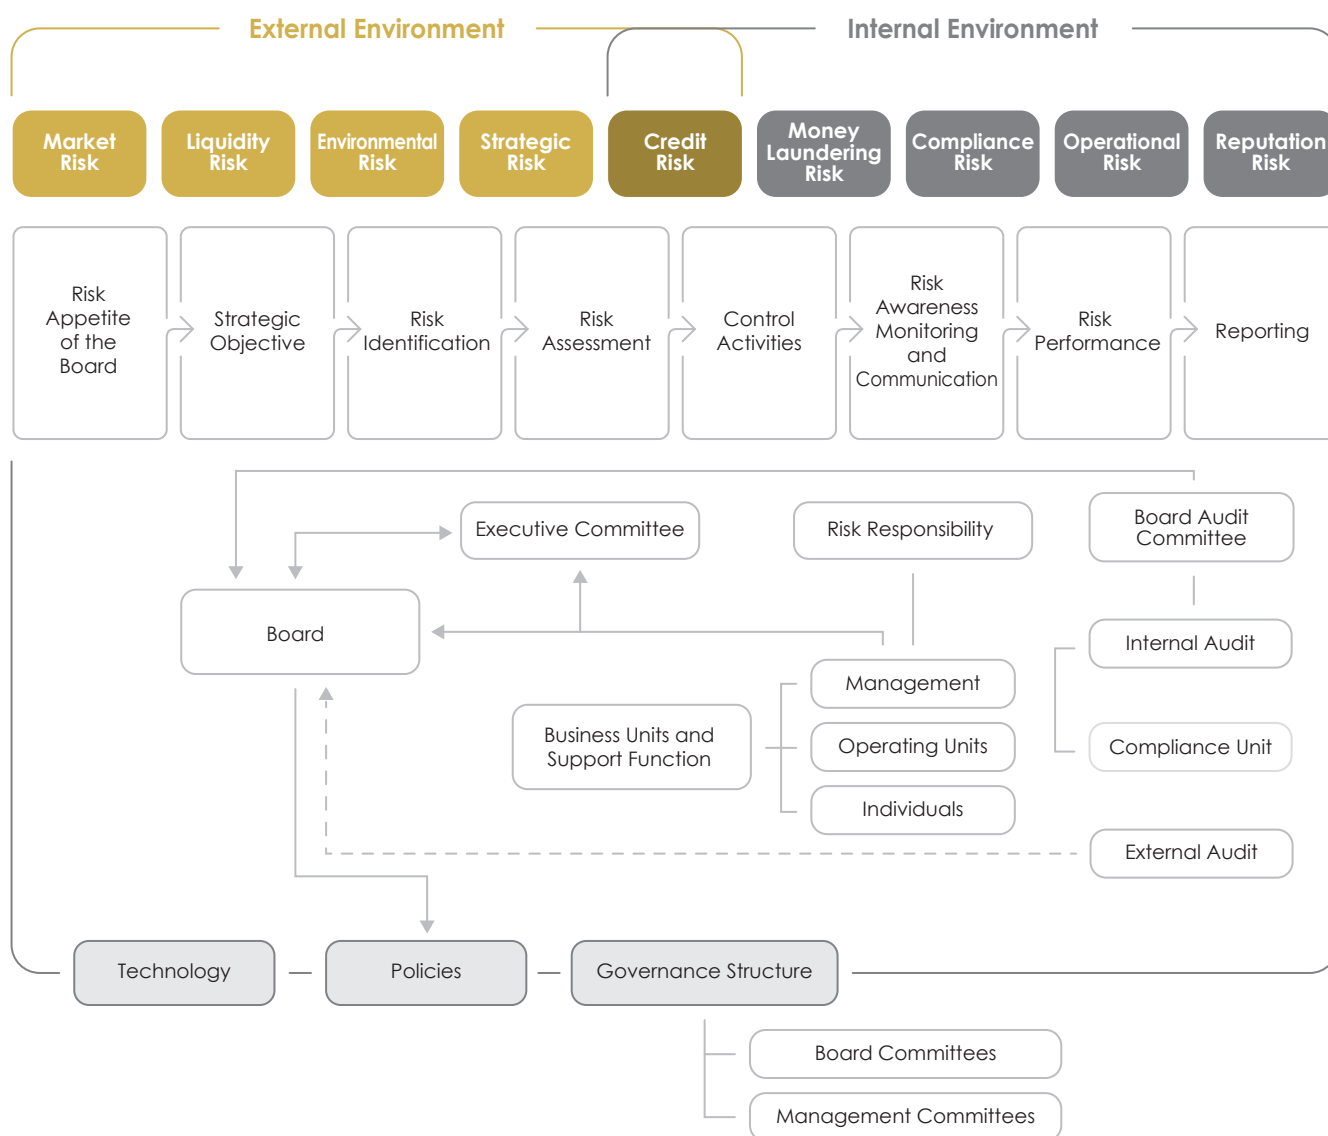 External Environment
Internal Environment
Market
Risk
Liquidity
Risk
Environmental
Risk
Strategic
Risk
Credit
Risk
Money
Laundering
Risk
Compliance
Risk
Operational
Risk
Reputation
Risk
Risk
Appetite
of the
Board
Strategic
Objective
Risk
Identification
Risk
Assessment
Control
Activities
Risk
Awareness
Monitoring
and
Communication
Risk
Performance
Reporting
Executive Committee
Risk Responsibility
Board Audit
Committee
Board
Internal Audit
Management
Business Units and
Support Function
Operating Units
Compliance Unit
Individuals
External Audit
Technology
Policies
Governance Structure
Board Committees
Management Committees